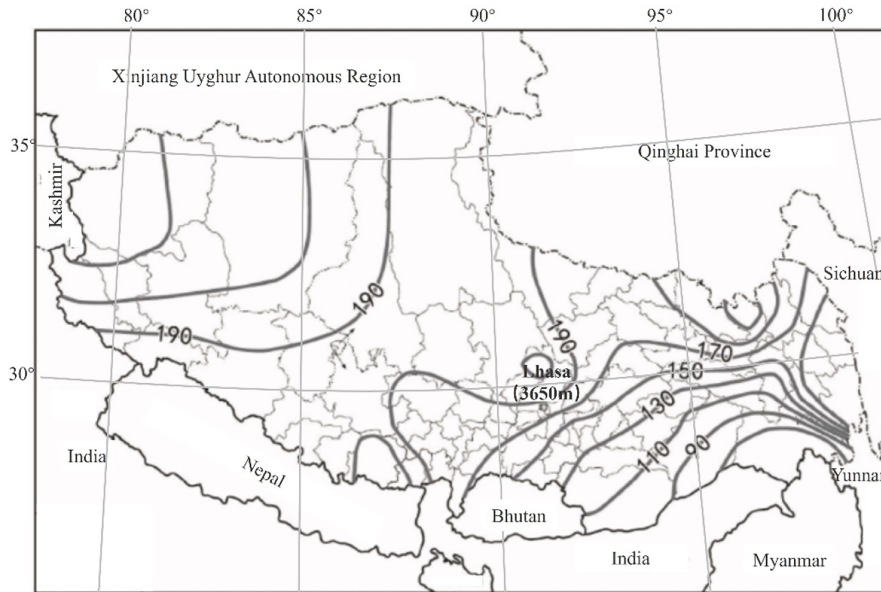 80°
85°
90°
95°
100°
Xinjiang Uyghur Autonomous Region
35°
Qinghai Province
Kashmir
Sichuan
190
190
190
170
Lhasa
(3650m)
150
30°
130
110
90
India
Nepal
Yunnan
Bhutan
India
Myanmar